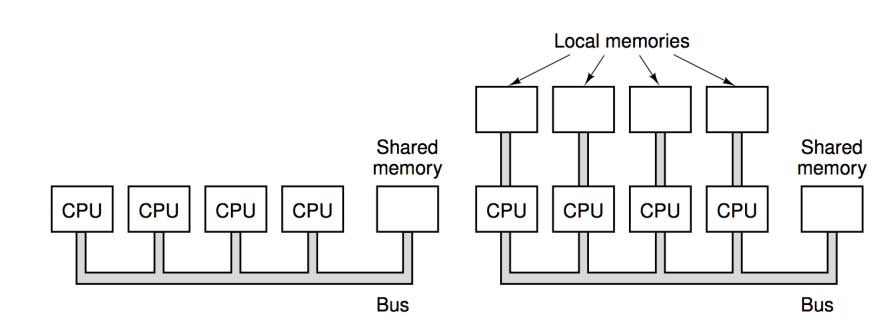 Local memories
Shared
memory
Shared
memory
CPU CPU CPU CPU
CPU CPU CPU CPU
Bus
Bus